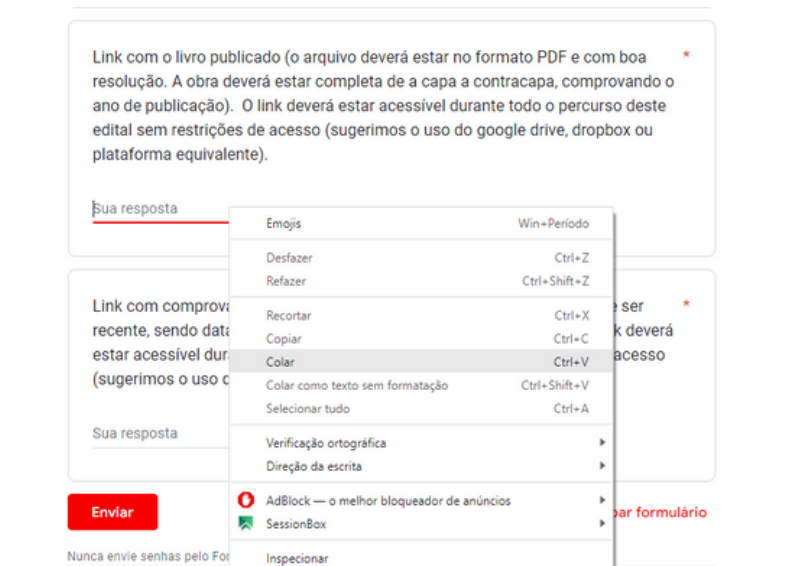 Link com o livro publicado (o arquivo deverá estar no formato PDF e com boa *
resolução. A obra deverá estar completa de a capa a contracapa, comprovando o
ano de publicação). O link deverá estar acessível durante todo o percurso deste
edital sem restrições de acesso (sugerimos o uso do google drive, dropbox ou
plataforma equivalente).
Sua resposta
Emojis Win+Período
Desfazer Ctrl+Z
Refazer Ctrl+Shift+Z
Link com ser *
recente, sendo deverá
estar acessível acesso
(sugerimos o uso
Recortar Ctrl+X
Copiar Ctrl+C
Colar Ctrl+V
Colar como texto sem formatação Ctrl+Shift+V
Selecionar tudo Ctrl+A
Sua resposta
Verificação ortográfica
Direção da escrita
AdBlock — o melhor bloqueador de anúncios
SessionBox
Inspecionar
Enviar
formulário
Nunca envie senhas pelo